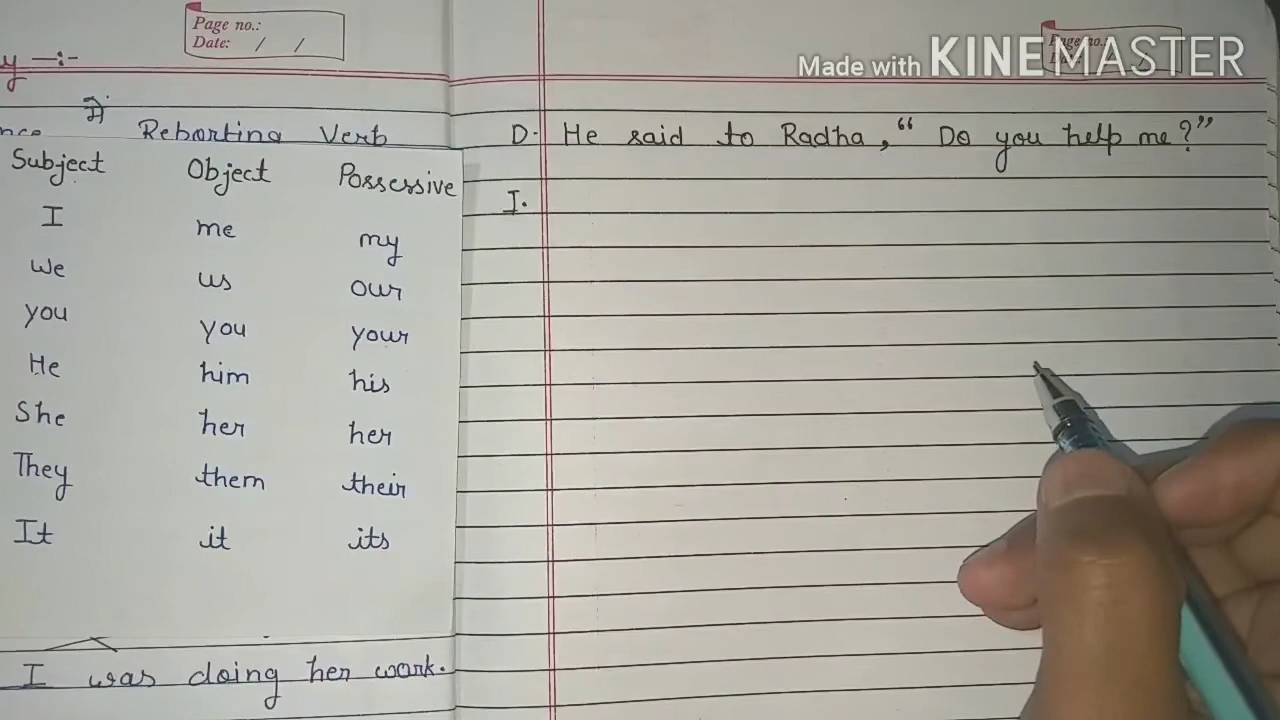 Page no.:
Date: / /
Made with KINEMASTER
y —:-
nce में Reporting Verb
Subject Object Possessive
I me my
We us our
you you your
He him his
She her her
They them their
It it its
I was doing her work.
D. He said to Radha, “ Do you help me?”
I.